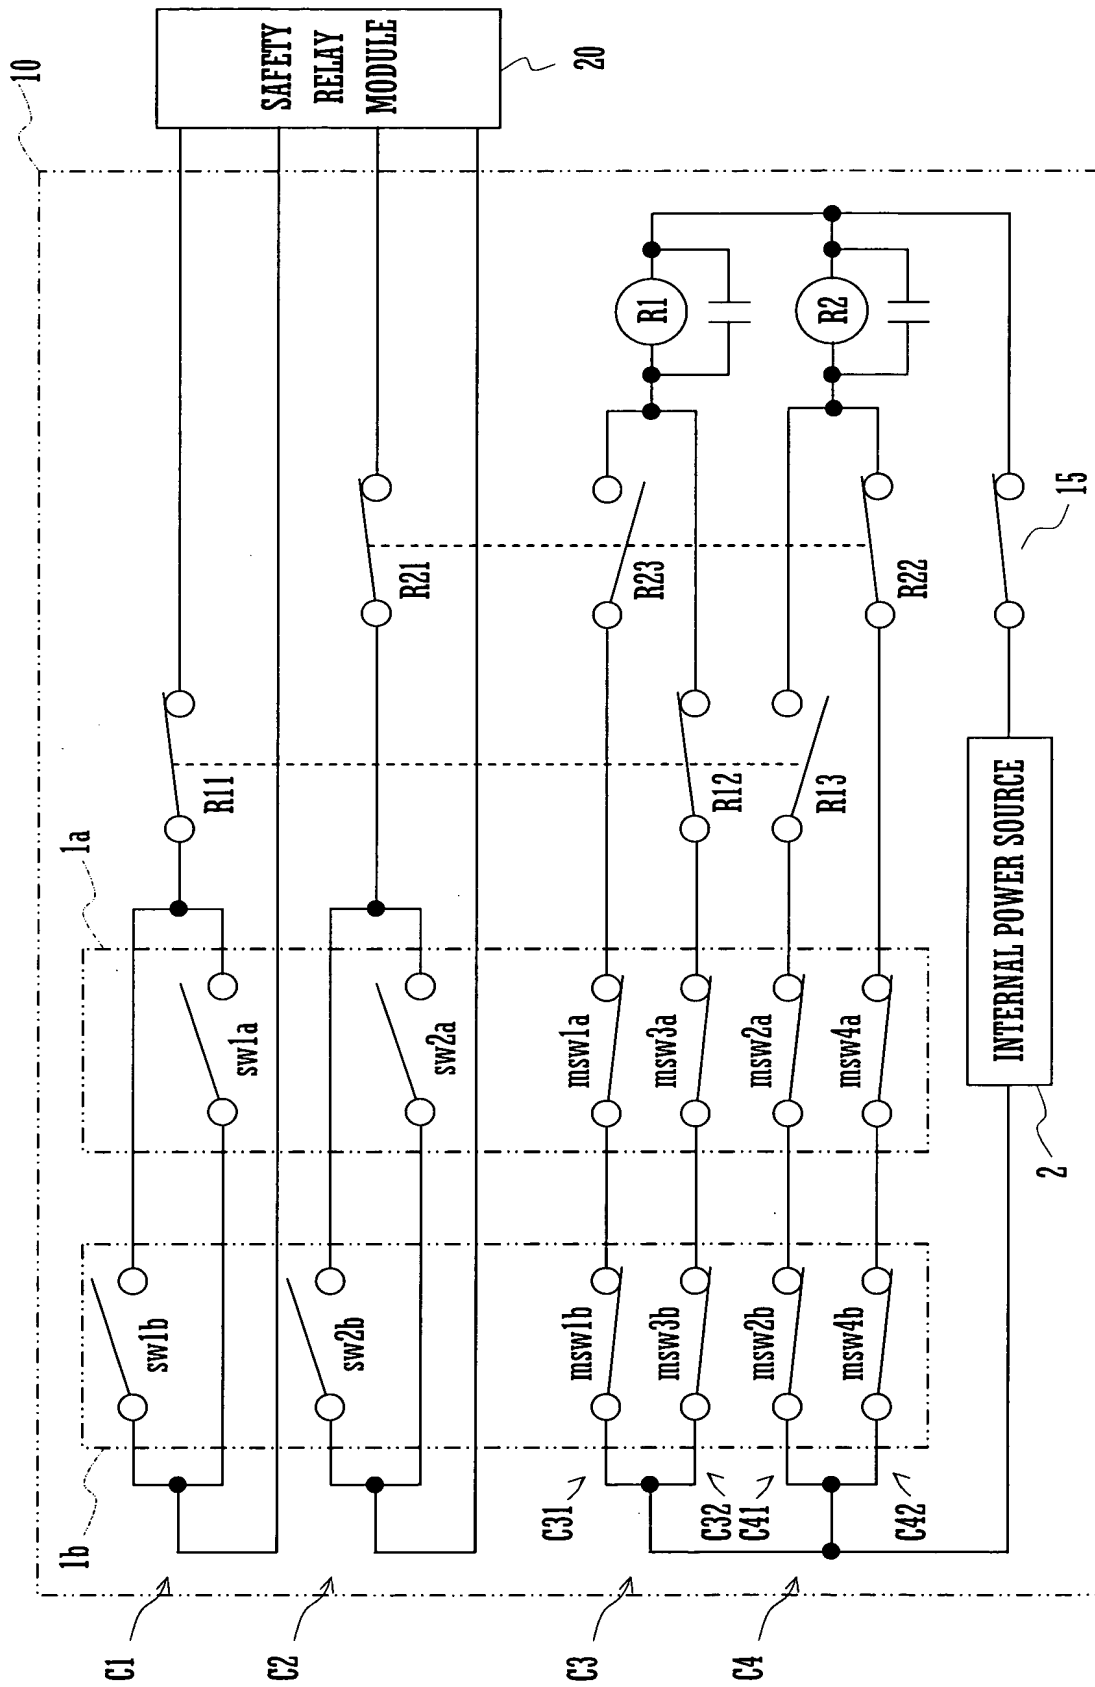 10
SAFETY
RELAY
MODULE
20
1a
1b
C1
C2
C3
C4
R11
R21
sw1b
sw1a
sw2b
sw2a
R1
R2
R23
R12
R13
R22
15
msw1b
msw1a
msw3b
msw3a
msw2b
msw2a
msw4b
msw4a
C31
C32
C41
C42
INTERNAL POWER SOURCE
2